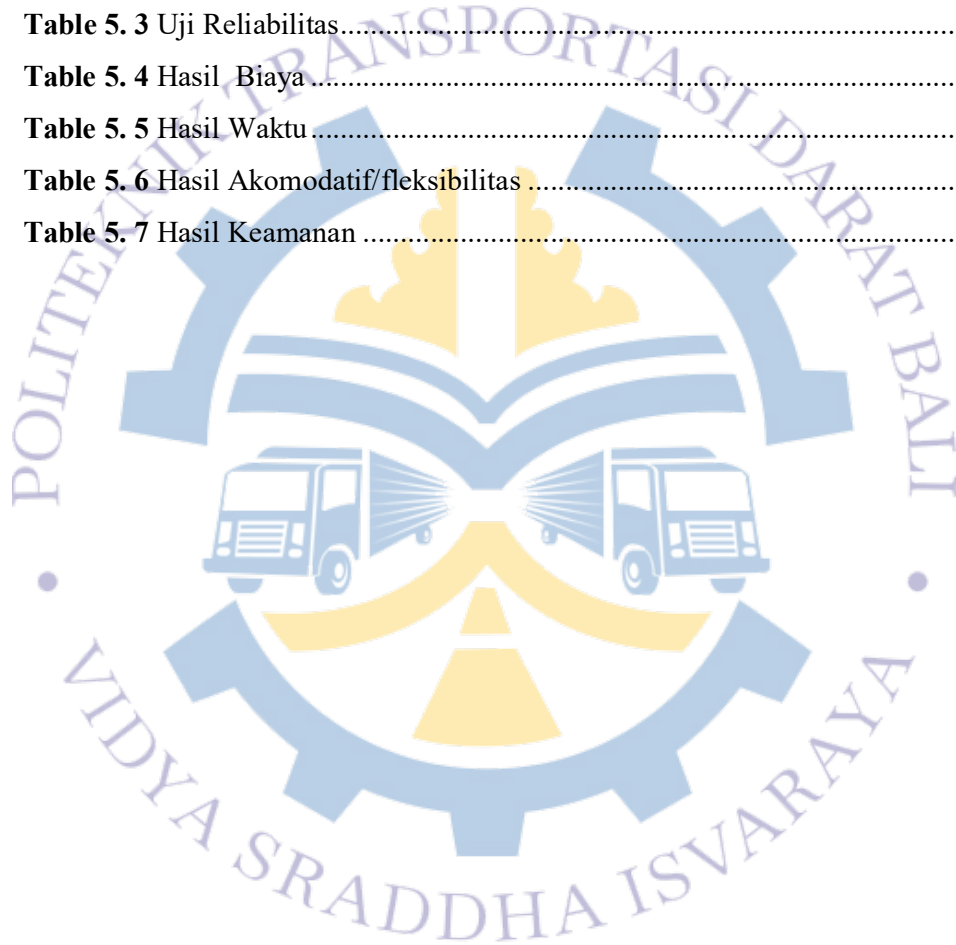 Table 5. 3 Uji Reliabilitas....................................................................................
Table 5. 4 Hasil  Biaya ........................................................................................
Table 5. 5 Hasil Waktu........................................................................................
Table 5. 6 Hasil Akomodatif/fleksibilitas ..........................................................
Table 5. 7 Hasil Keamanan .................................................................................
POLITEKNIK TRANSPORTASI DARAT BALI
• VIDYA SRADDHA ISVARAYA •